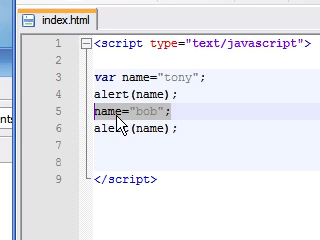 index.html
1 <script type="text/javascript">
2
3 var name="tony";
4 alert(name);
5 name="bob";
6 alert(name);
7
8
9 </script>